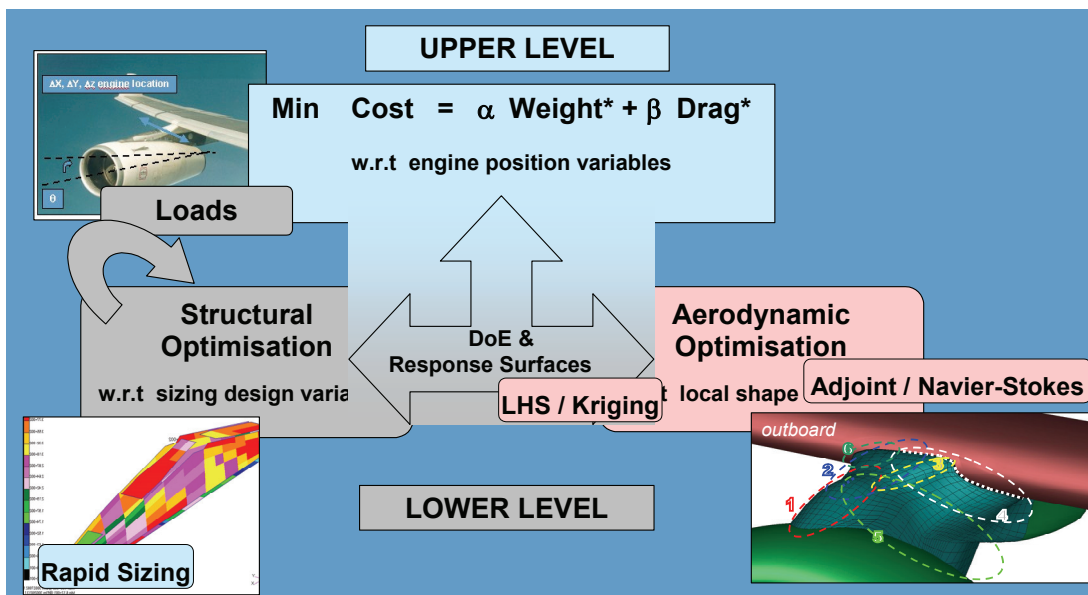 UPPER LEVEL
ΔX, ΔY, Δz engine location
Min Cost = α Weight* + β Drag*
w.r.t engine position variables
Γ
θ
Loads
Structural
Optimisation
w.r.t sizing design varia
DoE &
Response Surfaces
Aerodynamic
Optimisation
t local shape
LHS / Kriging
Adjoint / Navier-Stokes
LOWER LEVEL
Rapid Sizing
outboard
6
2
3
1
4
5